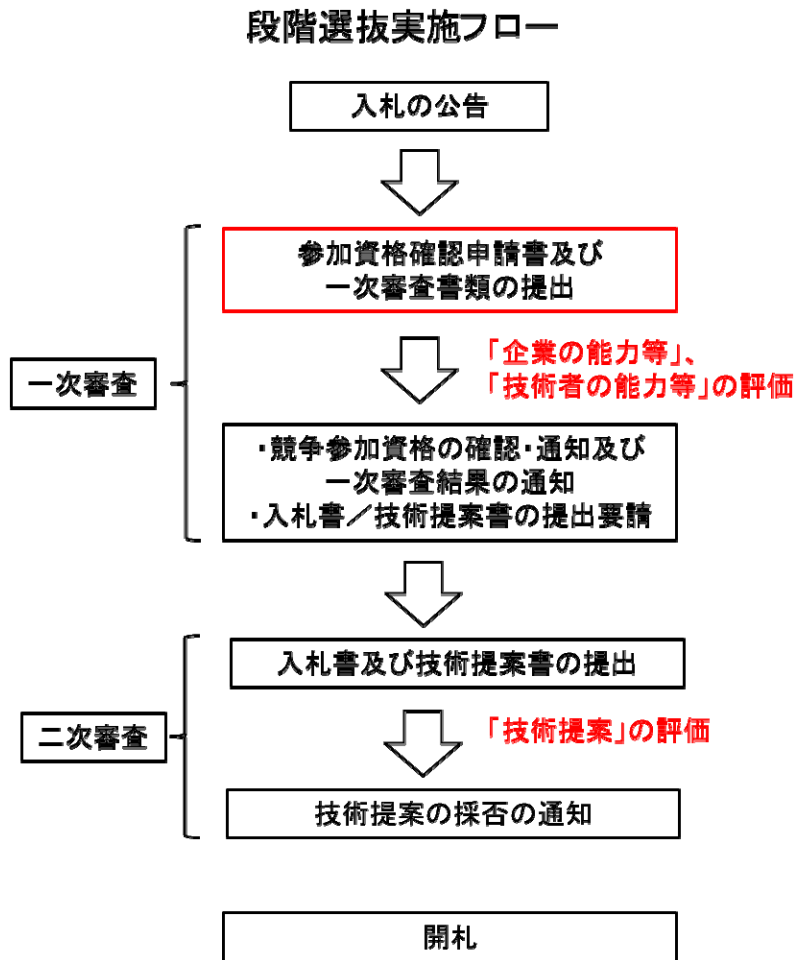 段階選抜実施フロー
入札の公告
参加資格確認申請書及び
一次審査書類の提出
「企業の能力等」、
「技術者の能力等」の評価
一次審査
・競争参加資格の確認・通知及び
一次審査結果の通知
・入札書／技術提案書の提出要請
入札書及び技術提案書の提出
二次審査
「技術提案」の評価
技術提案の採否の通知
開札